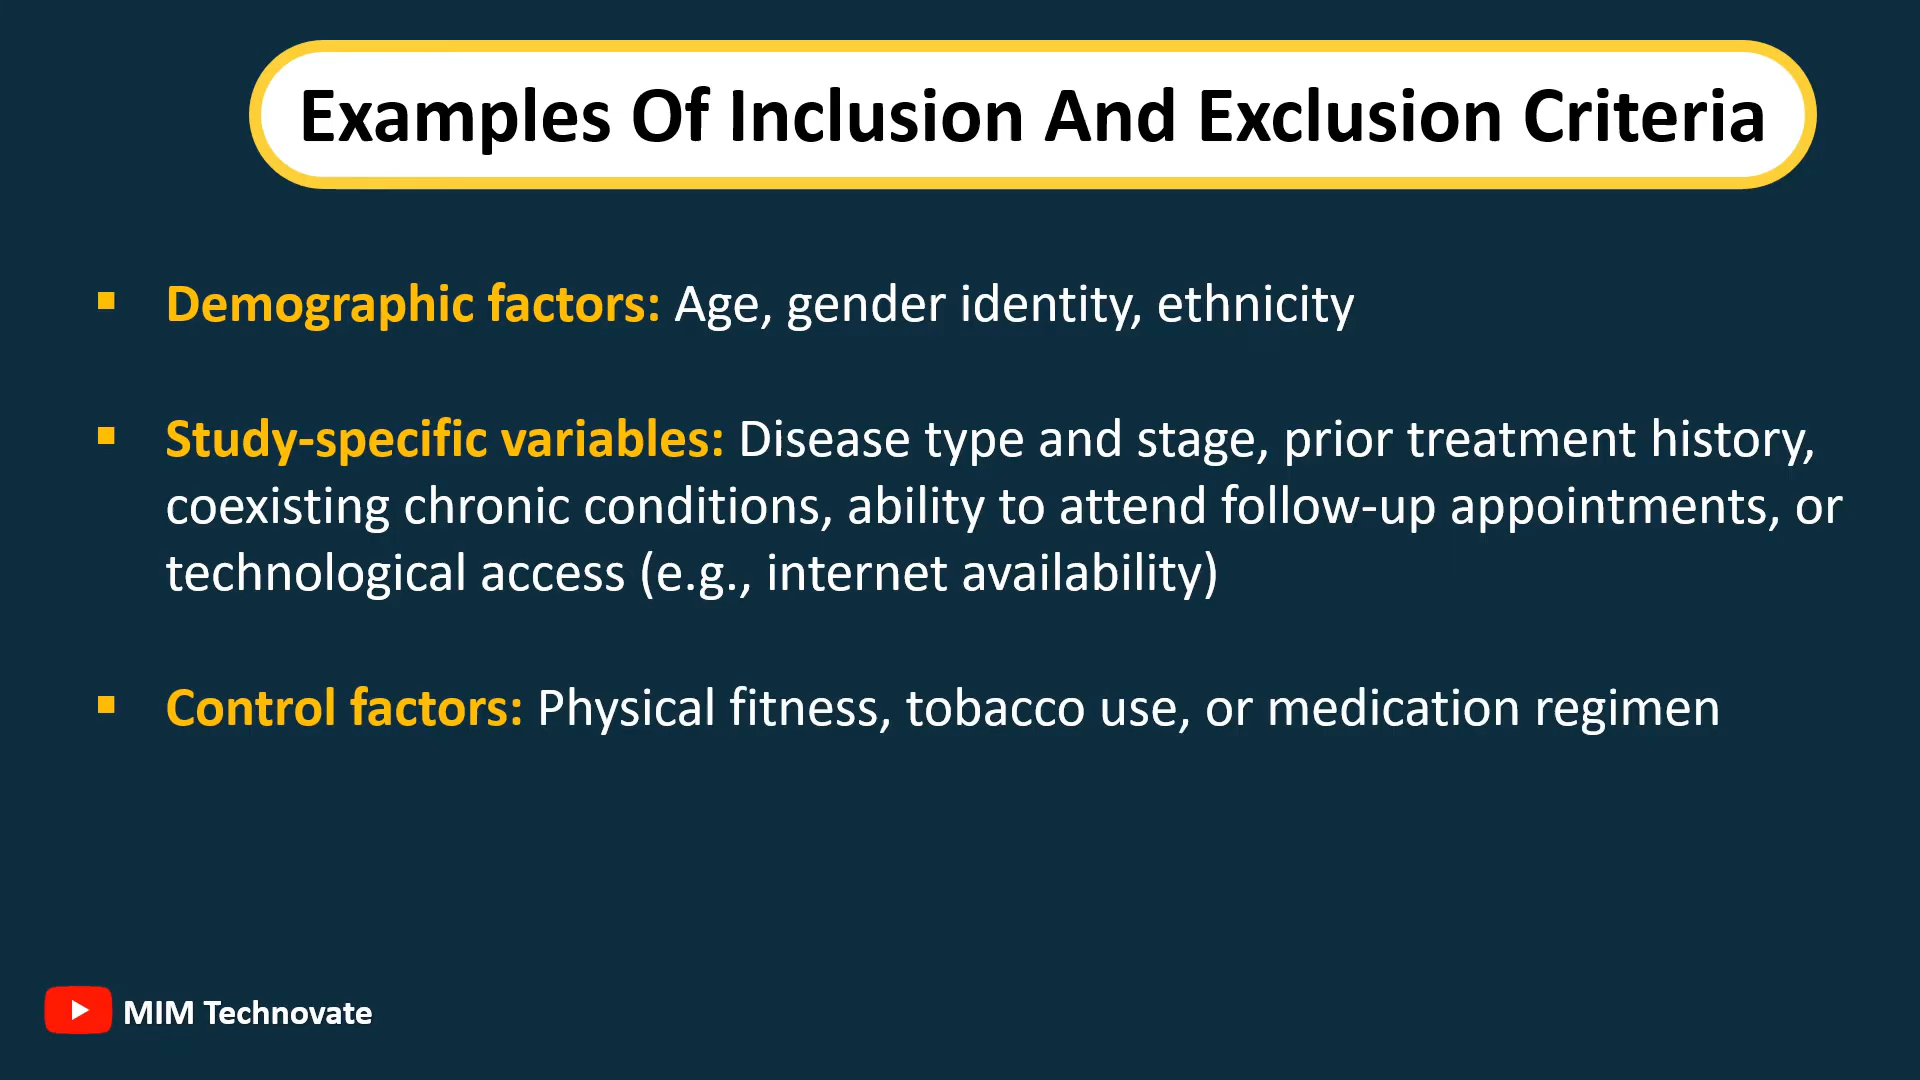 Examples Of Inclusion And Exclusion Criteria
▪ Demographic factors: Age, gender identity, ethnicity
▪ Study-specific variables: Disease type and stage, prior treatment history,
coexisting chronic conditions, ability to attend follow-up appointments, or
technological access (e.g., internet availability)
▪ Control factors: Physical fitness, tobacco use, or medication regimen
MIM Technovate